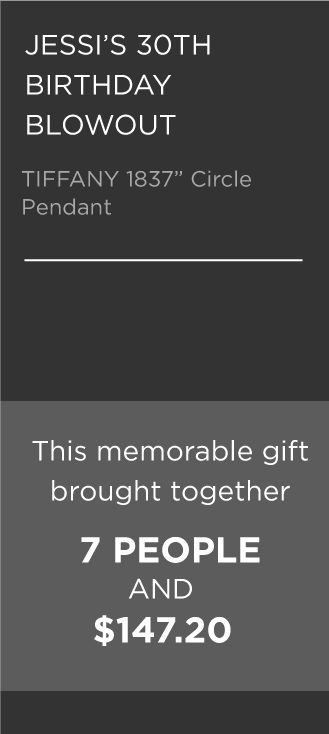 JESSI’S 30TH
BIRTHDAY
BLOWOUT
TIFFANY 1837” Circle
Pendant
This memorable gift
brought together
7 PEOPLE
AND
$147.20